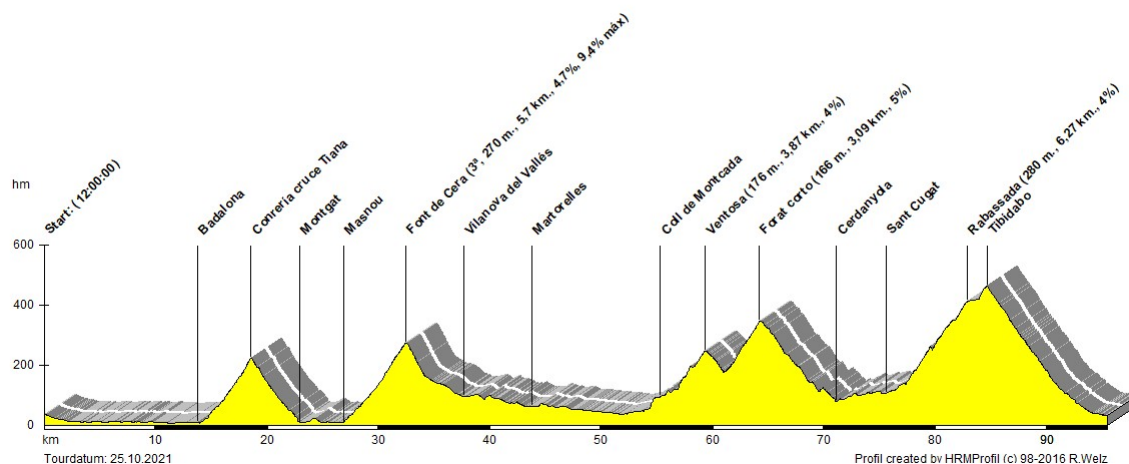 Start: (12:00:00)
Badalona
Conrería cruce Tiana
Montgat
Masnou
Font de Cera (3ª, 270 m., 5,7 km., 4,7%, 9,4% máx)
Vilanova del Vallés
Martorelles
Coll de Montcada
Ventosa (176 m., 3,87 km., 4%)
Forat corto (166 m., 3,09 km., 5%)
Cerdanyola
Sant Cugat
Rabassada (280 m., 6,27 km., 4%)
Tibidabo
hm
600
400
200
0
km 10 20 30 40 50 60 70 80 90
Tourdatum: 25.10.2021
Profil created by HRMProfil (c) 98-2016 R.Welz